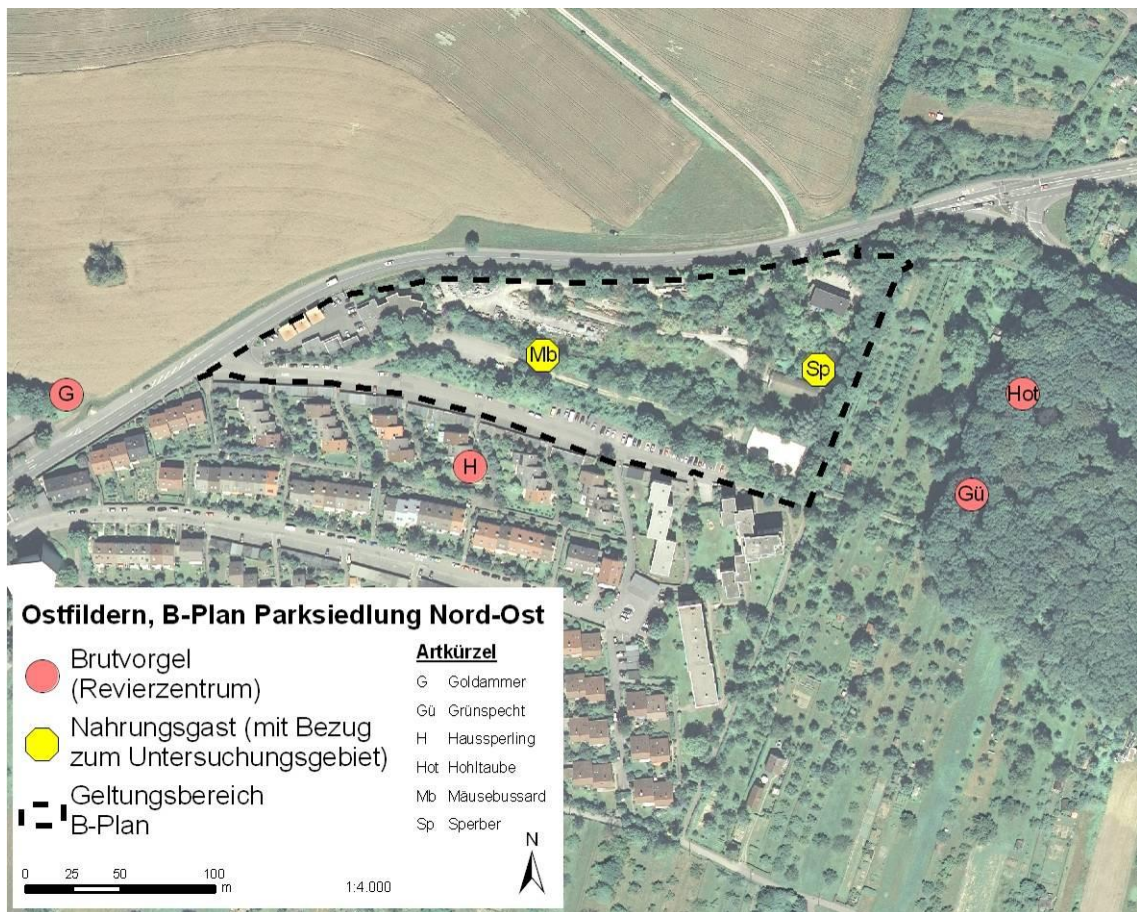 Mb
Sp
G
Hot
H
Gü
Ostfildern, B-Plan Parksiedlung Nord-Ost
Brutvorgel
(Revierzentrum)
Nahrungsgast (mit Bezug
zum Untersuchungsgebiet)
Geltungsbereich
B-Plan
Artkürzel
G Goldammer
Gü Grünspecht
H Haussperling
Hot Hohltaube
Mb Mäusebussard
Sp Sperber
N
0 25 50 100
m
1:4.000